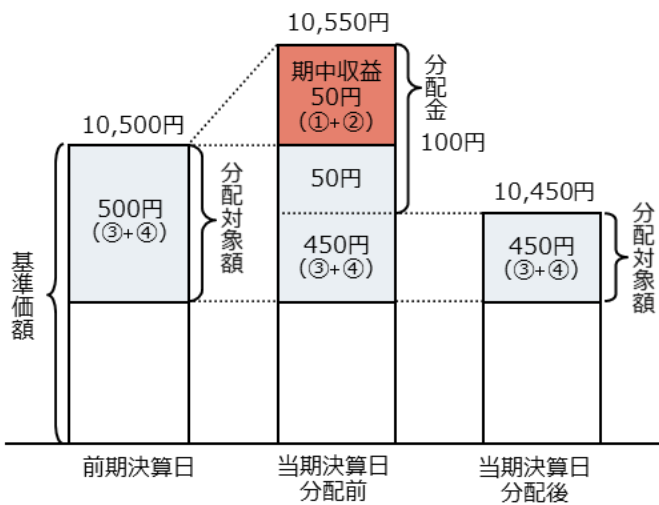 10,550円
期中収益
50円
(①+②)
分配金
100円
10,500円
500円
(③+④)
分配対象額
50円
450円
(③+④)
10,450円
450円
(③+④)
分配対象額
基準価額
前期決算日
当期決算日
分配前
当期決算日
分配後